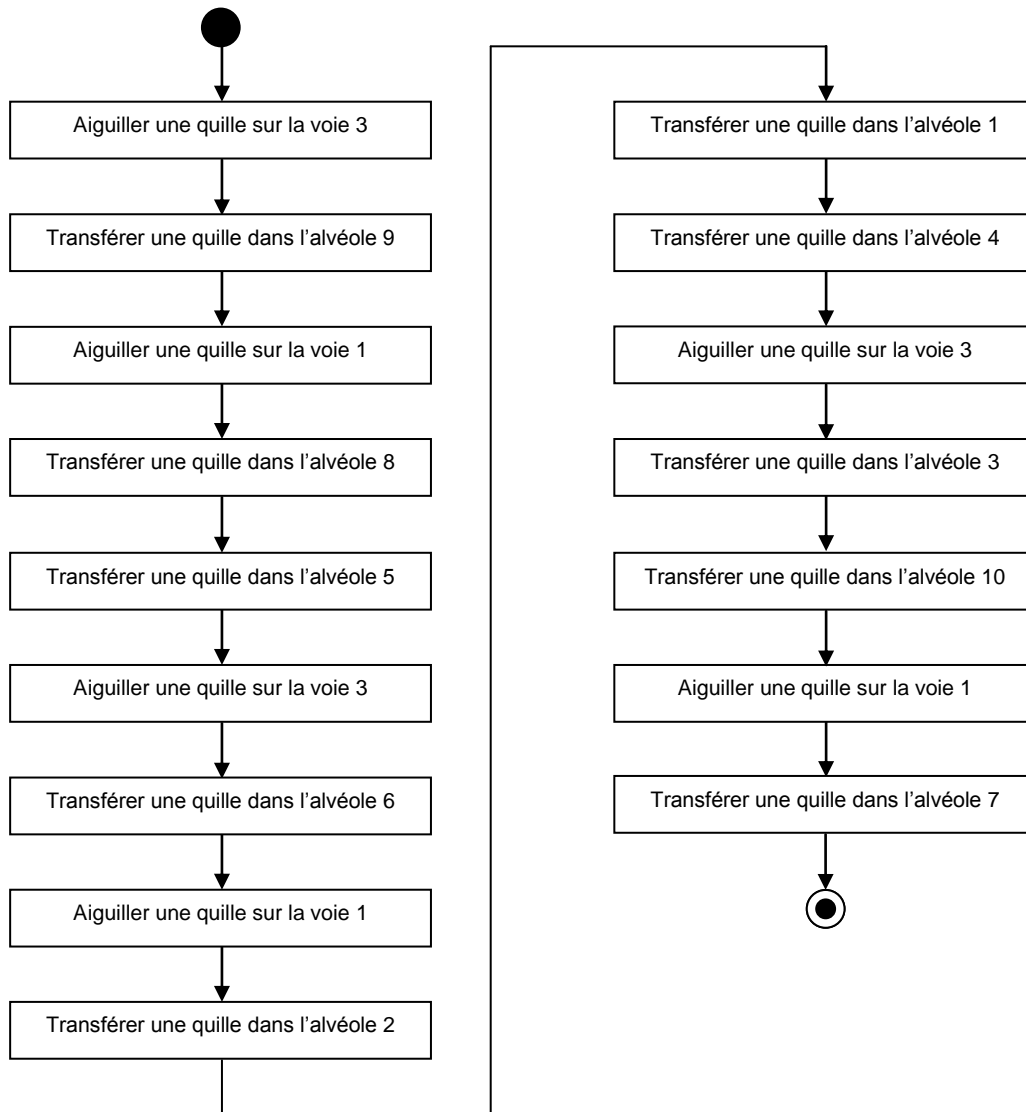 Aiguiller une quille sur la voie 3
Transférer une quille dans l'alvéole 9
Aiguiller une quille sur la voie 1
Transférer une quille dans l'alvéole 8
Transférer une quille dans l'alvéole 5
Aiguiller une quille sur la voie 3
Transférer une quille dans l'alvéole 6
Aiguiller une quille sur la voie 1
Transférer une quille dans l'alvéole 2
Transférer une quille dans l'alvéole 1
Transférer une quille dans l'alvéole 4
Aiguiller une quille sur la voie 3
Transférer une quille dans l'alvéole 3
Transférer une quille dans l'alvéole 10
Aiguiller une quille sur la voie 1
Transférer une quille dans l'alvéole 7